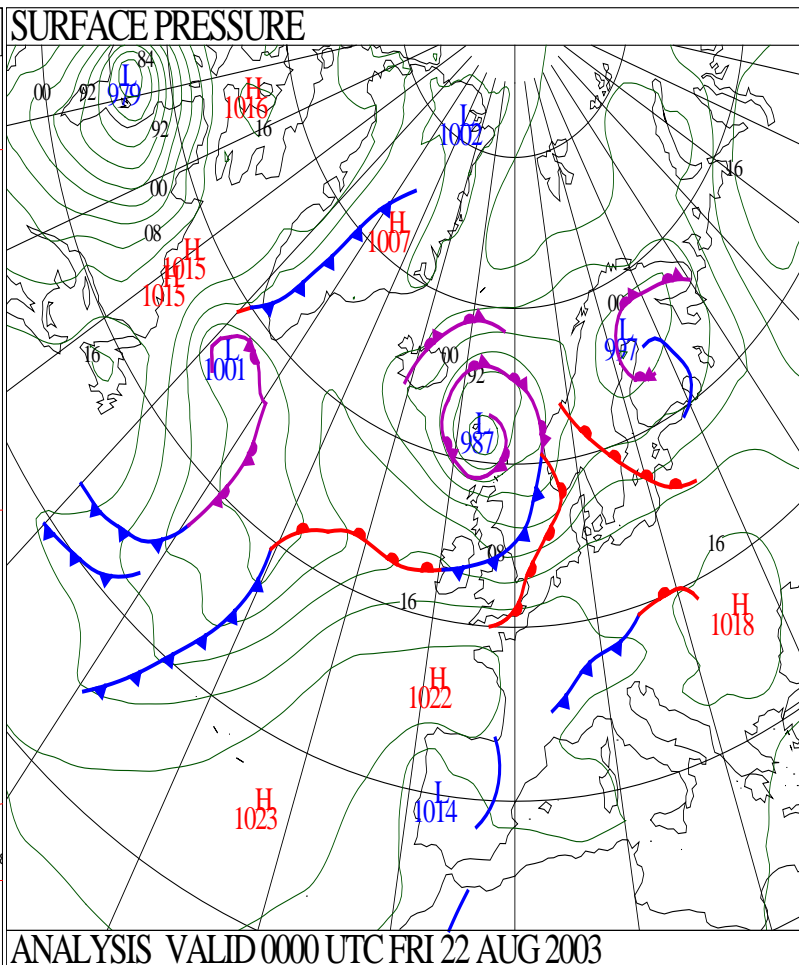 SURFACE PRESSURE
84
L
979
00
92
92
H
1016
16
L
1002
16
00
08
H
1007
H
1015
H
1015
00
L
997
16
L
1001
00
92
L
987
08
16
16
H
1018
H
1022
L
1014
H
1023
ANALYSIS VALID 0000 UTC FRI 22 AUG 2003